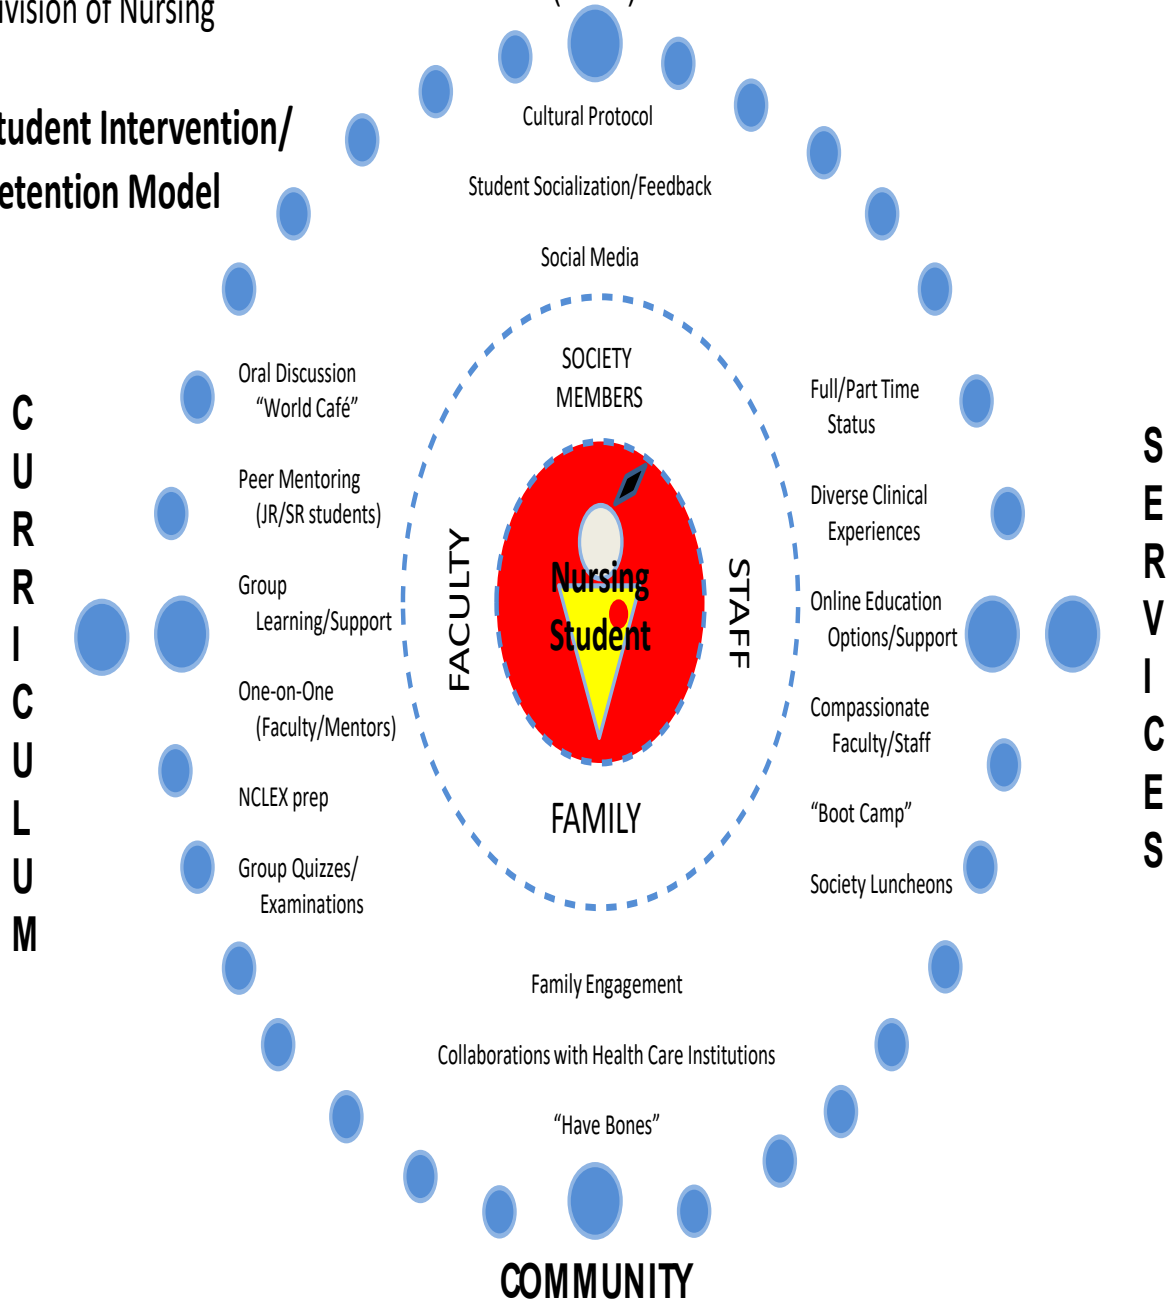 ivision of Nursing
tudent Intervention/
etention Model
Cultural Protocol
Student Socialization/Feedback
Social Media
CURRICULUM
Oral Discussion
“World Café”
Peer Mentoring
(JR/SR students)
Group
Learning/Support
One-on-One
(Faculty/Mentors)
NCLEX prep
Group Quizzes/
Examinations
SOCIETY
MEMBERS
FACULTY
Nursing
Student
STAFF
FAMILY
Full/Part Time
Status
Diverse Clinical
Experiences
Online Education
Options/Support
Compassionate
Faculty/Staff
“Boot Camp”
Society Luncheons
SERVICES
Family Engagement
Collaborations with Health Care Institutions
“Have Bones”
COMMUNITY